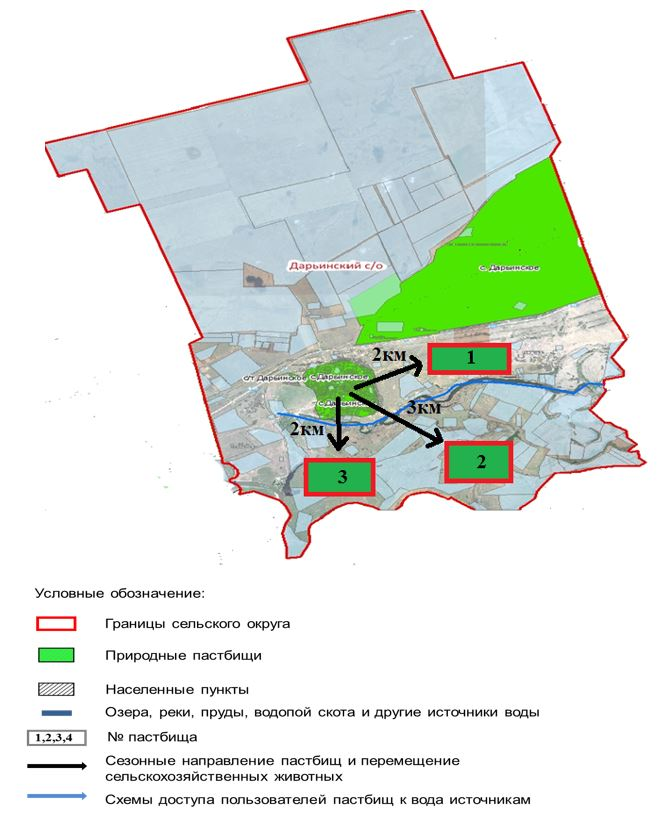 Дарьинский с/о
с. Дарьинское
2км
1
с/т Дарьинское
с. Дарьинское
3км
2км
2
3
Условные обозначение:
Границы сельского округа
Природные пастбищи
Населенные пункты
Озера, реки, пруды, водопой скота и другие источники воды
1,2,3,4
№ пастбища
Сезонные направление пастбищ и перемещение
сельскохозяйственных животных
Схемы доступа пользователей пастбищ к вода источникам